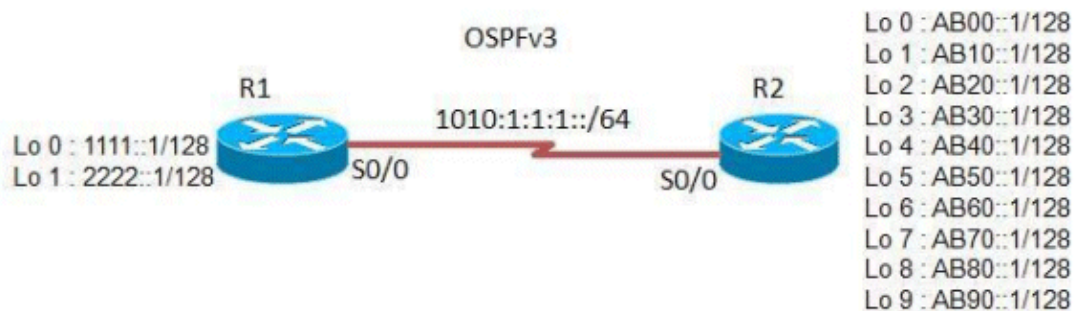 OSPFv3
R1
R2
1010:1:1:1::/64
Lo 0 : 1111::1/128
Lo 1 : 2222::1/128
S0/0
S0/0
Lo 0 : AB00::1/128
Lo 1 : AB10::1/128
Lo 2 : AB20::1/128
Lo 3 : AB30::1/128
Lo 4 : AB40::1/128
Lo 5 : AB50::1/128
Lo 6 : AB60::1/128
Lo 7 : AB70::1/128
Lo 8 : AB80::1/128
Lo 9 : AB90::1/128